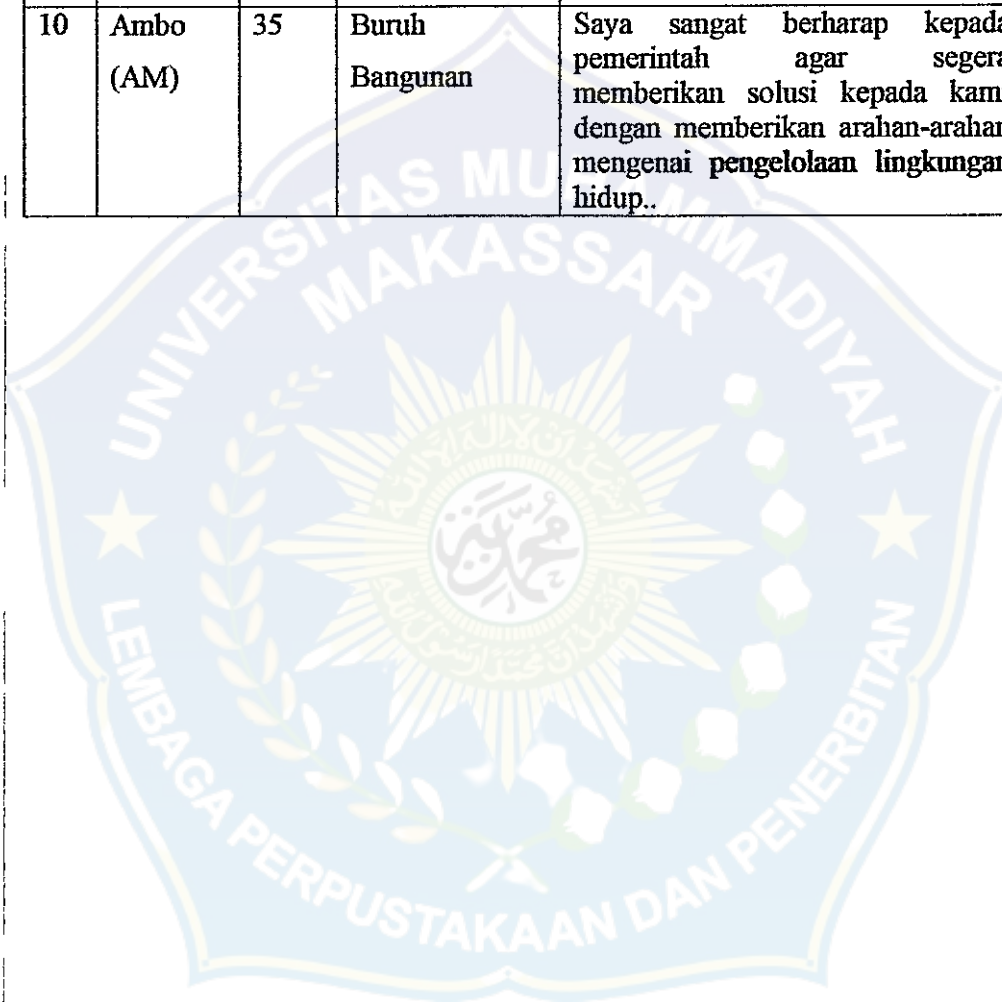 10 Ambo 35 Buruh Saya sangat berharap kepada
(AM) Bangunan pemerintah agar segera
memberikan solusi kepada kami
dengan memberikan arahan-arahan
mengenai pengelolaan lingkungan
hidup..
UNIVERSITAS MUHAMMADIYAH
MAKASSAR
LEMBAGA PERPUSTAKAAN DAN PENERBITAN